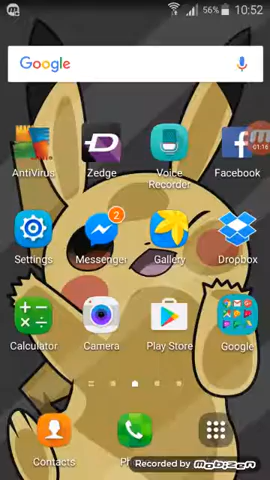 56% 10:52
Google
AntiVirus Zedge Voice Recorder Facebook
01:16
2
Settings Messenger Gallery Dropbox
Calculator Camera Play Store Google
Contacts
Recorded by mobizen